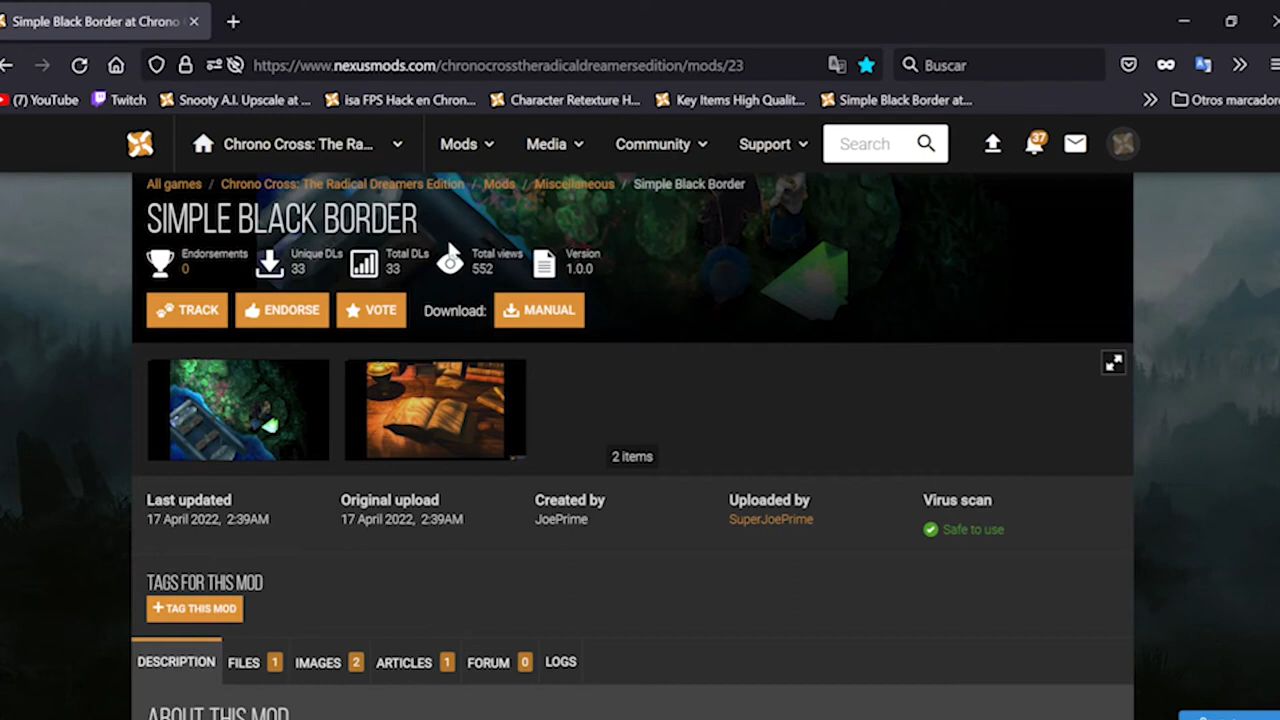 Simple Black Border at Chrono
https://www.nexusmods.com/chronocrosstheradicaldreamersedition/mods/23
Buscar
(7) YouTube Twitch Snooty A.I. Upscale at ... isa FPS Hack en Chron... Character Retexture H... Key Items High Qualit... Simple Black Border at... Otros marcador
Chrono Cross: The Ra... Mods Media Community Support Search 37
All games / Chrono Cross: The Radical Dreamers Edition / Mods / Miscellaneous / Simple Black Border
SIMPLE BLACK BORDER
Endorsements Unique DLs Total DLs Total views Version
0 33 33 552 1.0.0
TRACK ENDORSE VOTE Download: MANUAL
2 items
Last updated Original upload Created by Uploaded by Virus scan
17 April 2022, 2:39AM 17 April 2022, 2:39AM JoePrime SuperJoePrime Safe to use
TAGS FOR THIS MOD
+ TAG THIS MOD
DESCRIPTION FILES 1 IMAGES 2 ARTICLES 1 FORUM 0 LOGS
ABOUT THIS MOD